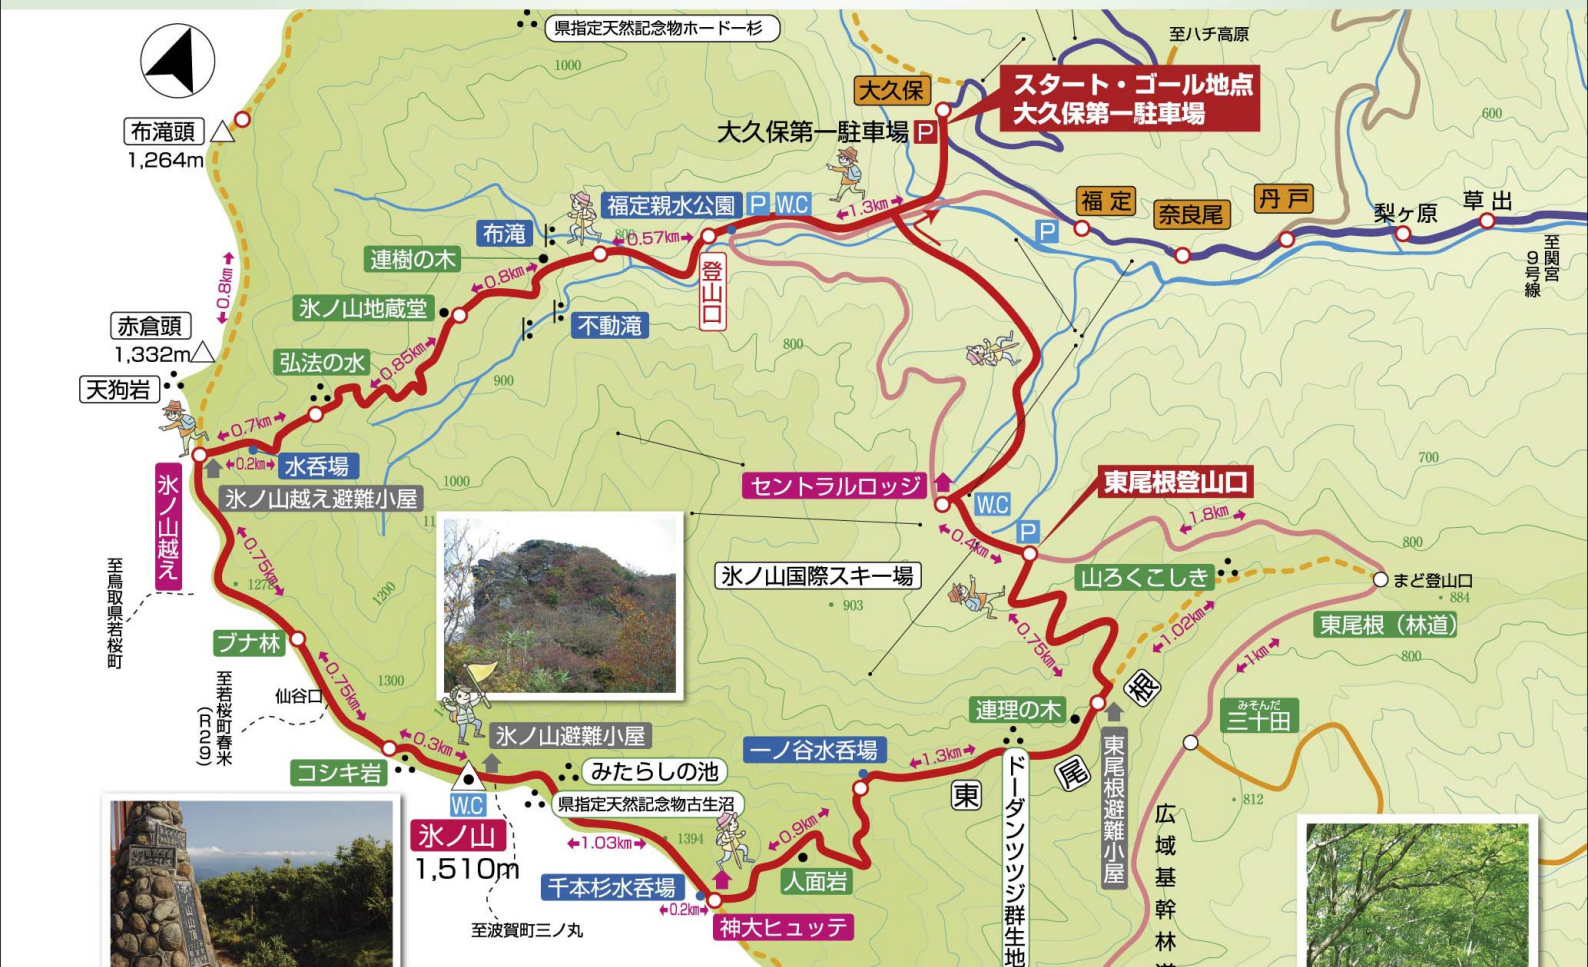 県指定天然記念物ホードー杉
至ハチ高原
1000
大久保
スタート・ゴール地点
大久保第一駐車場
600
布滝頭
1,264m
大久保第一駐車場 P
福定親水公園 P W.C
1.3km
福定
奈良尾
丹戸
梨ヶ原
草出
至関宮
9号線
P
布滝
800
0.57km
登山口
連樹の木
0.8km
0.8km
氷ノ山地蔵堂
不動滝
赤倉頭
1,332m
800
弘法の水
0.85km
900
天狗岩
0.7km
0.2km
水呑場
氷ノ山越え
氷ノ山越え避難小屋
1000
セントラルロッジ
W.C
東尾根登山口
700
P
1.8km
0.4km
800
0.75km
至鳥取県若桜町
1200
氷ノ山国際スキー場
903
山ろくこしき
まど登山口
884
東尾根（林道）
800
1.02km
1km
0.75km
ブナ林
至若桜町春米
（R29）
仙谷口
0.75km
1300
根
連理の木
みそんだ
三十田
0.3km
氷ノ山避難小屋
コシキ岩
みたらしの池
一ノ谷水呑場
1.3km
尾
東
ドーダンツツジ群生地
東尾根避難小屋
W.C
県指定天然記念物古生沼
氷ノ山
1,510m
1.03km
1394
0.9km
人面岩
812
広域基幹林
千本杉水呑場
0.2km
神大ヒュッテ
至波賀町三ノ丸